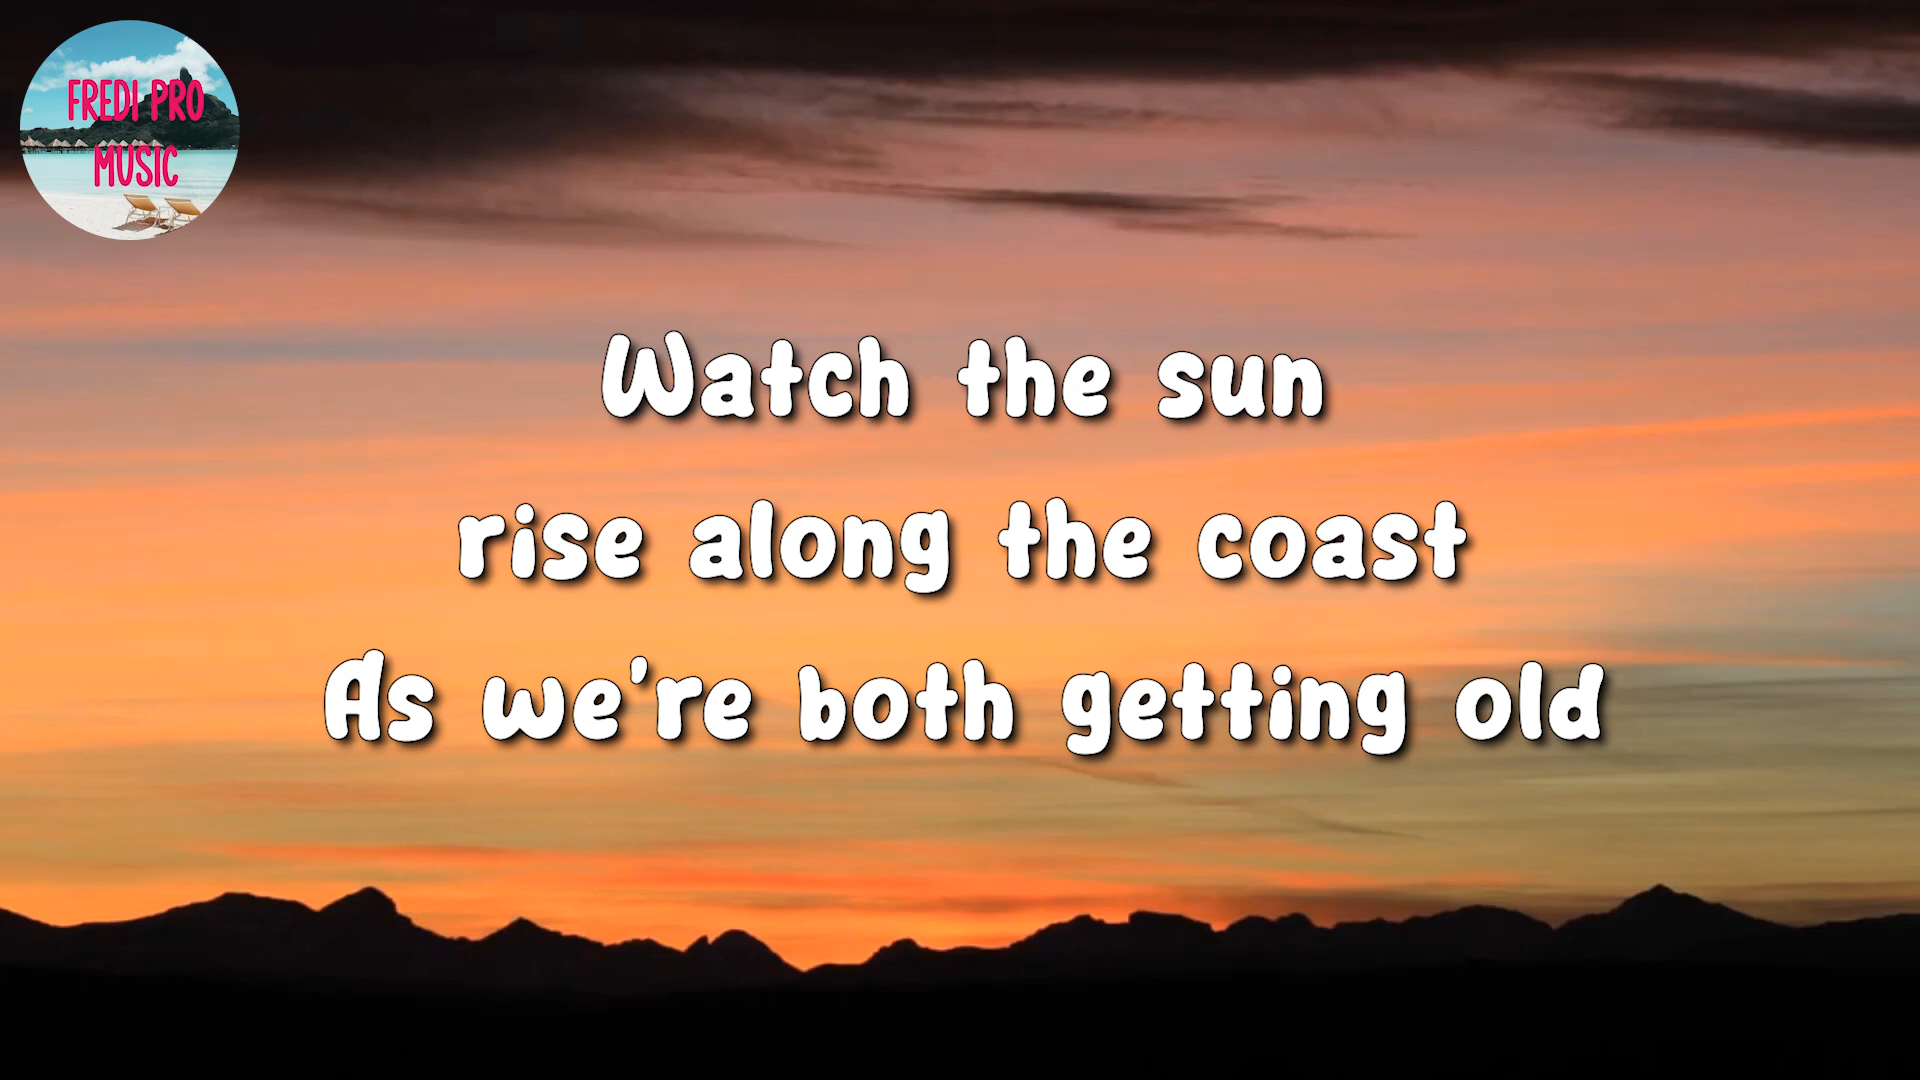 FREDI PRO
MUSIC
Watch the sun
rise along the coast
As we're both getting old